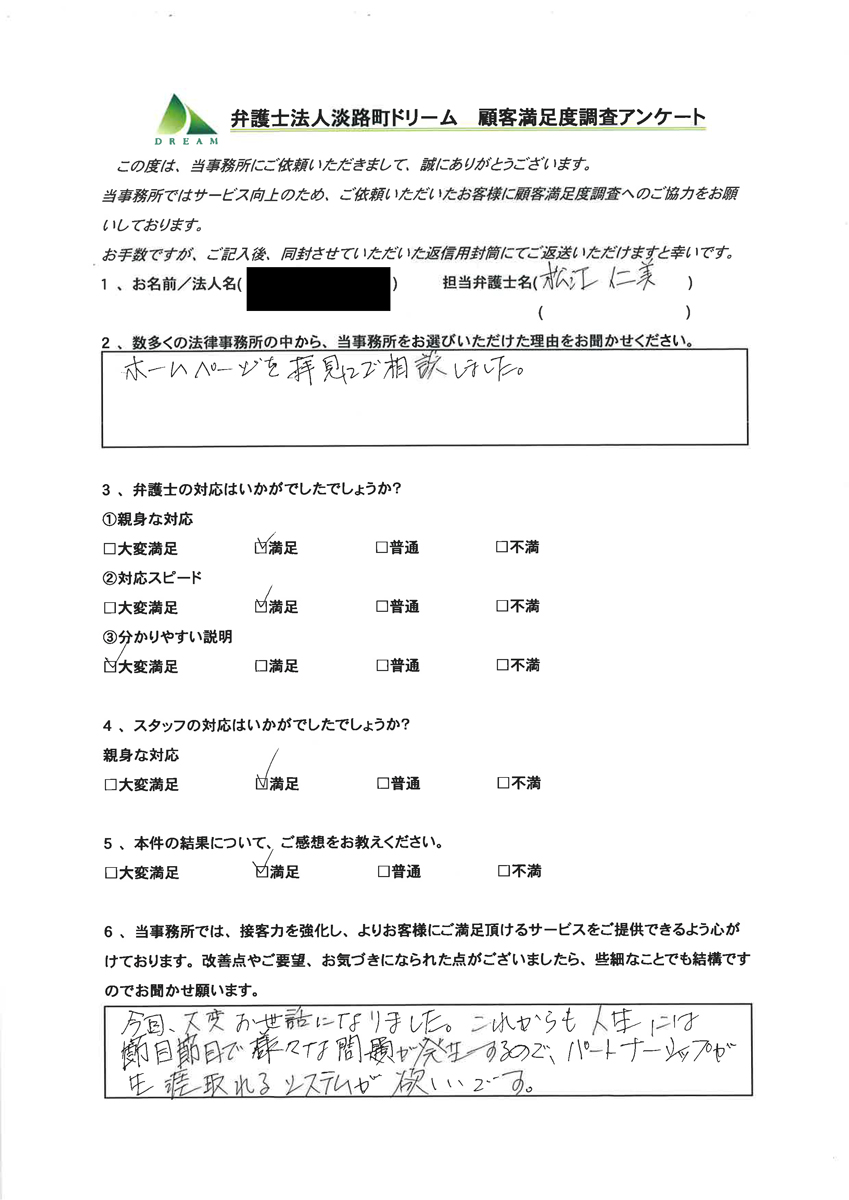 DREAM
弁護士法人淡路町ドリーム　顧客満足度調査アンケート
この度は、当事務所にご依頼いただきまして、誠にありがとうございます。
当事務所ではサービス向上のため、ご依頼いただいたお客様に顧客満足度調査へのご協力をお願
いしております。
お手数ですが、ご記入後、同封させていただいた返信用封筒にてご返送いただけますと幸いです。
1 、お名前／法人名(　　　) 担当弁護士名( 松江 仁美 )
(　　　)
2 、数多くの法律事務所の中から、当事務所をお選びいただけた理由をお聞かせください。
ホームページを拝見にご相談しました。
3 、弁護士の対応はいかがでしたでしょうか?
①親身な対応
□大変満足 ☑満足 □普通 □不満
②対応スピード
□大変満足 ☑満足 □普通 □不満
③分かりやすい説明
☑大変満足 □満足 □普通 □不満
4 、スタッフの対応はいかがでしたでしょうか?
親身な対応
□大変満足 ☑満足 □普通 □不満
5 、本件の結果について、ご感想をお教えください。
□大変満足 ☑満足 □普通 □不満
6 、当事務所では、接客力を強化し、よりお客様にご満足頂けるサービスをご提供できるよう心が
けております。改善点やご要望、お気づきになられた点がございましたら、些細なことでも結構です
のでお聞かせ願います。
今回、大変お世話になりました。これからも人生には
節目節目で様々な問題が発生するので、パートナーシップが
生涯取れるシステムが欲しいです。